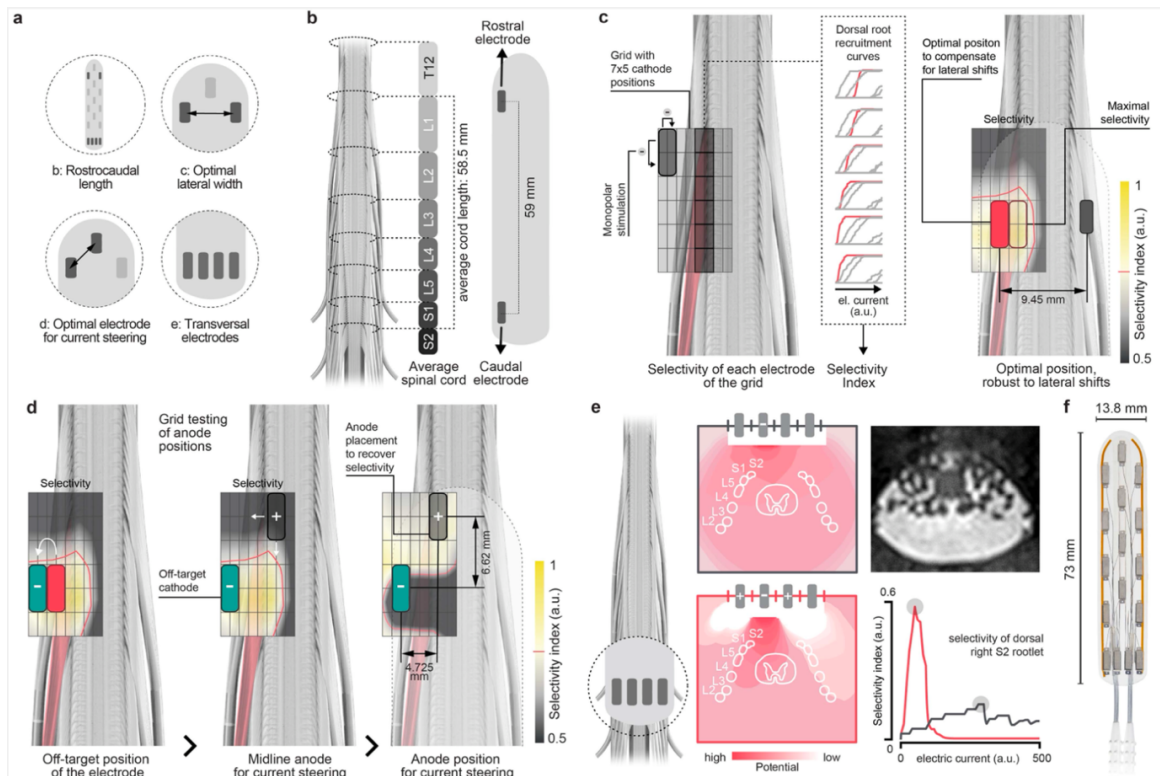 a
b: Rostrocaudal
length
c: Optimal
lateral width
d: Optimal electrode
for current steering
e: Transversal
electrodes
b
Rostral
electrode
T12
L1
L2
L3
L4
L5
S1
S2
average cord length: 58.5 mm
59 mm
Average
spinal cord
Caudal
electrode
c
Grid with
7x5 cathode
positions
Monopolar
stimulation
Dorsal root
recruitment
curves
el. current
(a.u.)
Selectivity of each electrode
of the grid
Selectivity
Index
Optimal positon
to compensate
for lateral shifts
Maximal
selectivity
Selectivity
9.45 mm
1
Selectivity index (a.u.)
0.5
Optimal position,
robust to lateral shifts
d
Grid testing
of anode
positions
Selectivity
Selectivity
Off-target
cathode
Anode
placement
to recover
selectivity
+
-
-
+
-
6.62 mm
4.725
mm
1
Selectivity index (a.u.)
0.5
Off-target position
of the electrode
Midline anode
for current steering
Anode position
for current steering
e
S1
S2
L5
L4
L3
L2
S1
S2
L5
L4
L3
L2
high
low
Potential
0.6
Selectivity index (a.u.)
selectivity of dorsal
right S2 rootlet
0
0
electric current (a.u.)
500
f
13.8 mm
73 mm